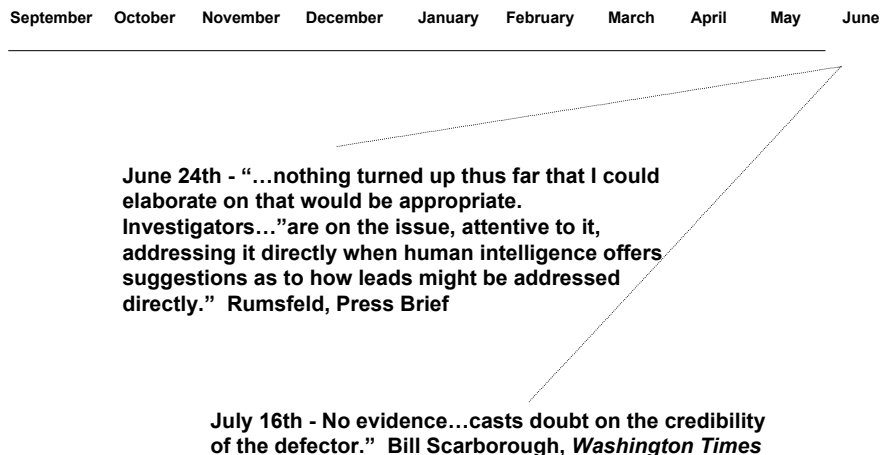 September October November December January February March April May June
June 24th - “…nothing turned up thus far that I could
elaborate on that would be appropriate.
Investigators…”are on the issue, attentive to it,
addressing it directly when human intelligence offers
suggestions as to how leads might be addressed
directly.” Rumsfeld, Press Brief
July 16th - No evidence…casts doubt on the credibility
of the defector.” Bill Scarborough, Washington Times